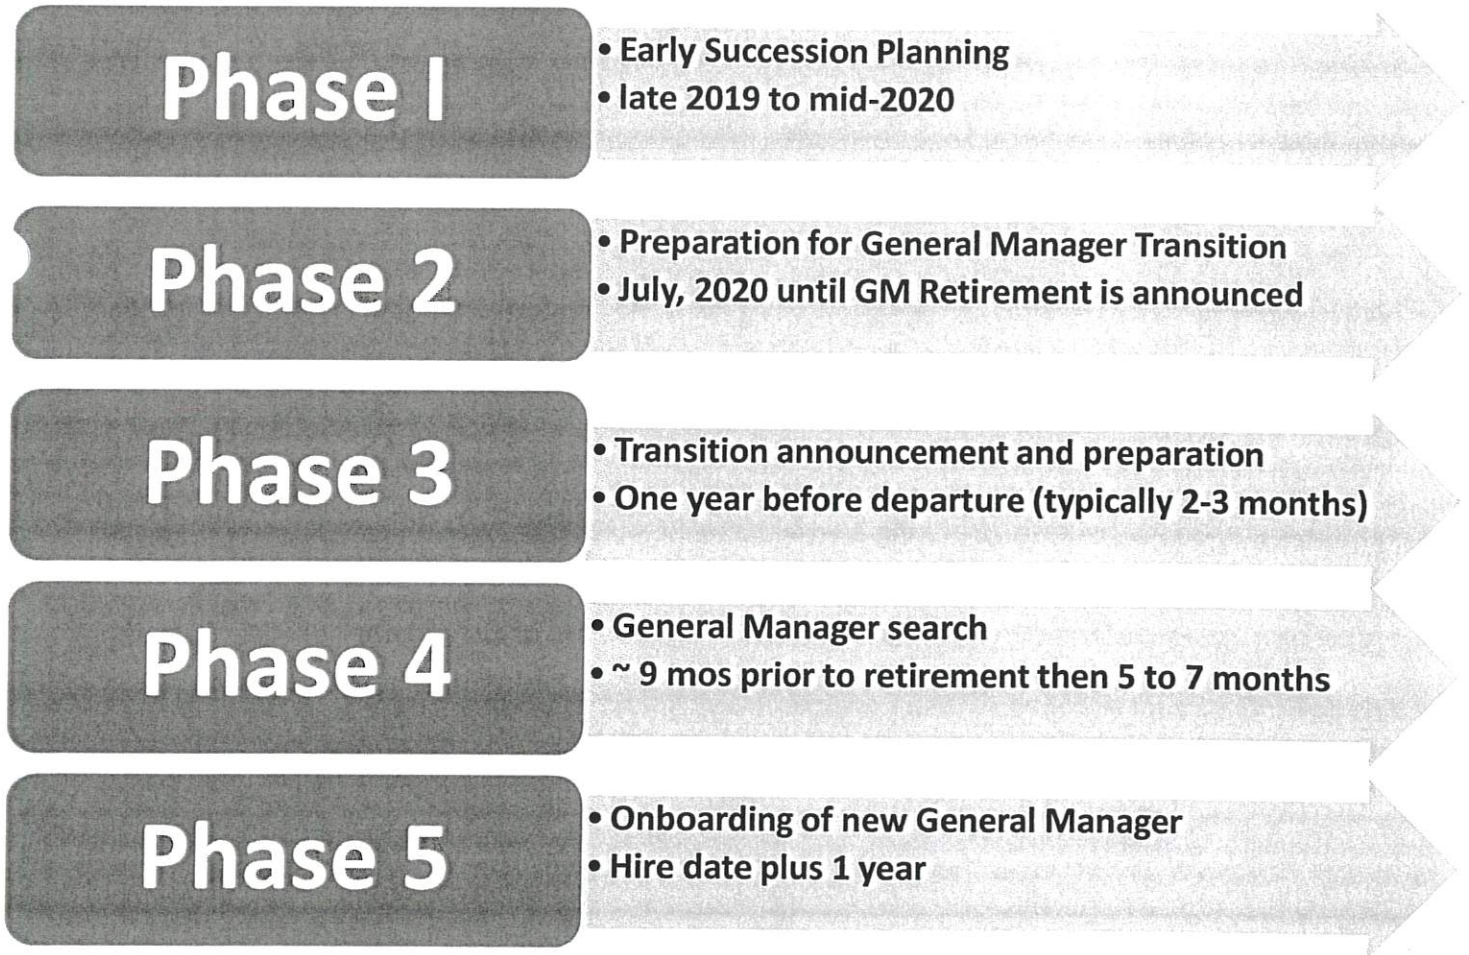 Phase I
• Early Succession Planning
• late 2019 to mid-2020
Phase 2
• Preparation for General Manager Transition
• July, 2020 until GM Retirement is announced
Phase 3
• Transition announcement and preparation
• One year before departure (typically 2-3 months)
Phase 4
• General Manager search
• ~ 9 mos prior to retirement then 5 to 7 months
Phase 5
• Onboarding of new General Manager
• Hire date plus 1 year